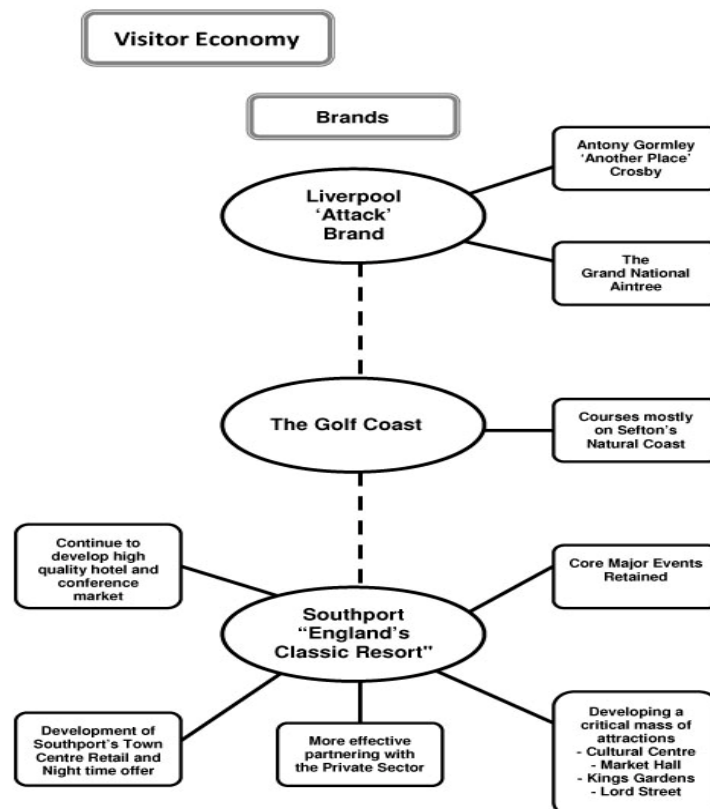 Visitor Economy
Brands
Liverpool
‘Attack’
Brand
Antony Gormley
‘Another Place’
Crosby
The
Grand National
Aintree
The Golf Coast
Courses mostly
on Sefton’s
Natural Coast
Continue to
develop high
quality hotel and
conference
market
Core Major Events
Retained
Southport
“England’s
Classic Resort"
Development of
Southport’s Town
Centre Retail and
Night time offer
More effective
partnering with
the Private Sector
Developing a
critical mass of
attractions
- Cultural Centre
- Market Hall
- Kings Gardens
- Lord Street